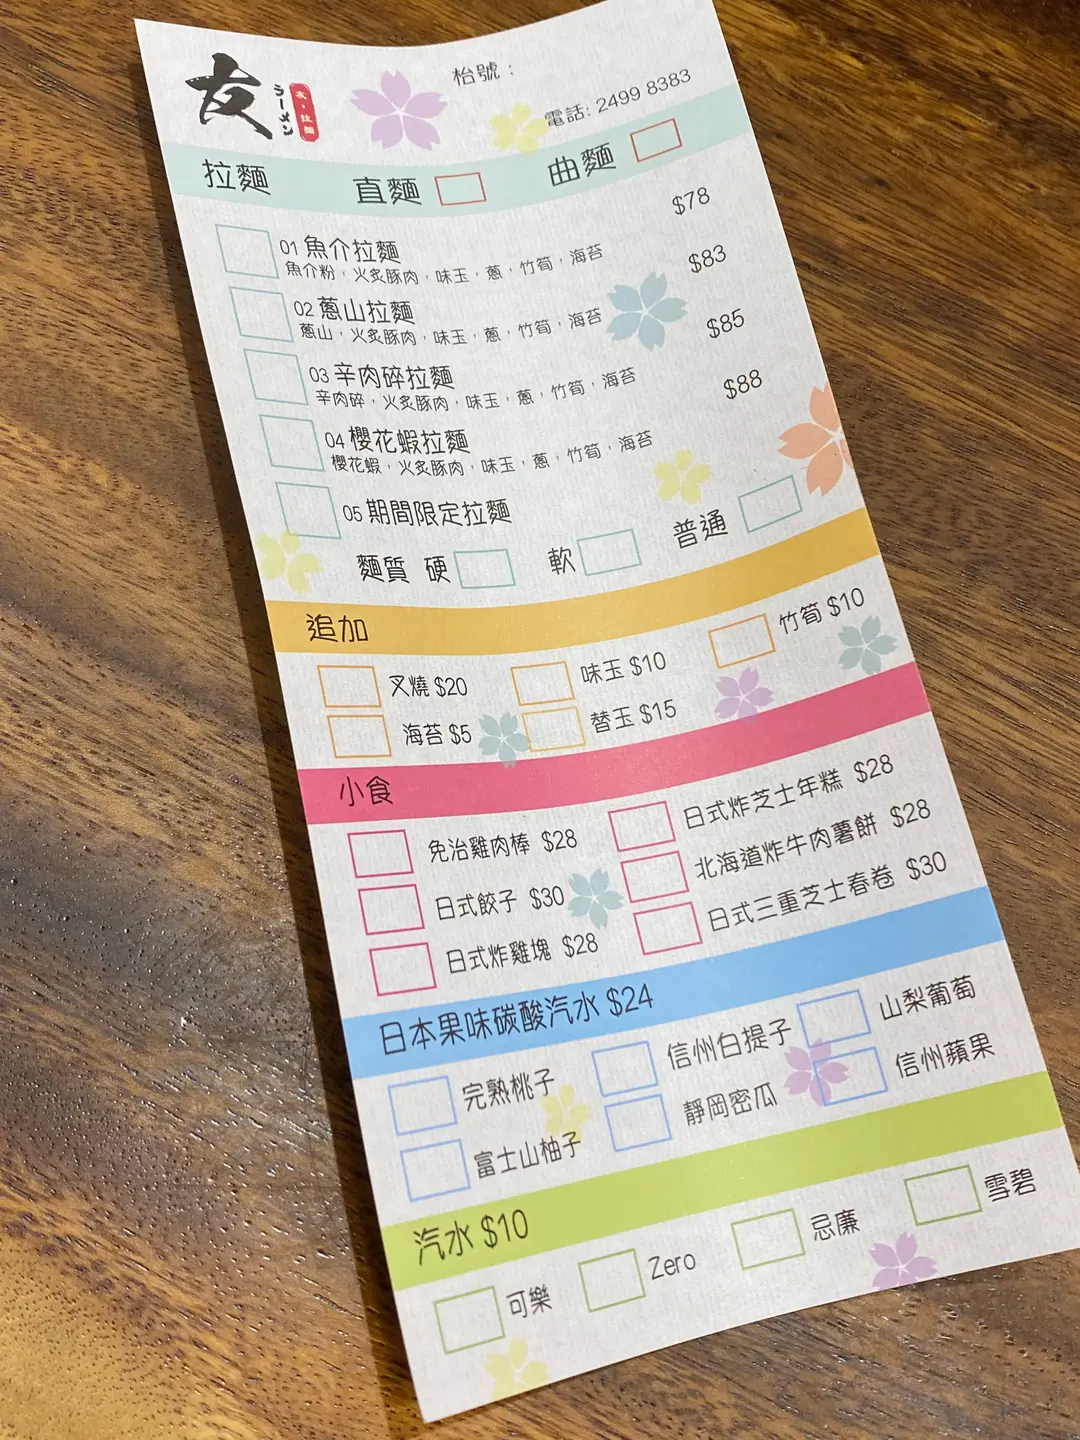 友
ラーメン
友・拉麵
枱號：
電話: 2499 8383
拉麵 直麵 曲麵
01 魚介拉麵 $78
魚介粉，火炙豚肉，味玉，蔥，竹筍，海苔
02 蔥山拉麵 $83
蔥山，火炙豚肉，味玉，蔥，竹筍，海苔
03 辛肉碎拉麵 $85
辛肉碎，火炙豚肉，味玉，蔥，竹筍，海苔
04 櫻花蝦拉麵 $88
櫻花蝦，火炙豚肉，味玉，蔥，竹筍，海苔
05 期間限定拉麵
麵質 硬 軟 普通
追加
叉燒 $20 味玉 $10 竹筍 $10
海苔 $5 替玉 $15
小食
免治雞肉棒 $28 日式炸芝士年糕 $28
日式餃子 $30 北海道炸牛肉薯餅 $28
日式炸雞塊 $28 日式三重芝士春卷 $30
日本果味碳酸汽水 $24
完熟桃子 信州白提子 山梨葡萄
富士山柚子 靜岡密瓜 信州蘋果
汽水 $10
可樂 Zero 忌廉 雪碧